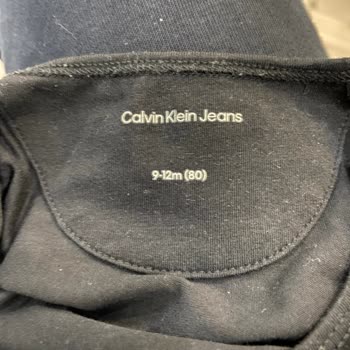 Calvin Klein Jeans
9-12m (80)